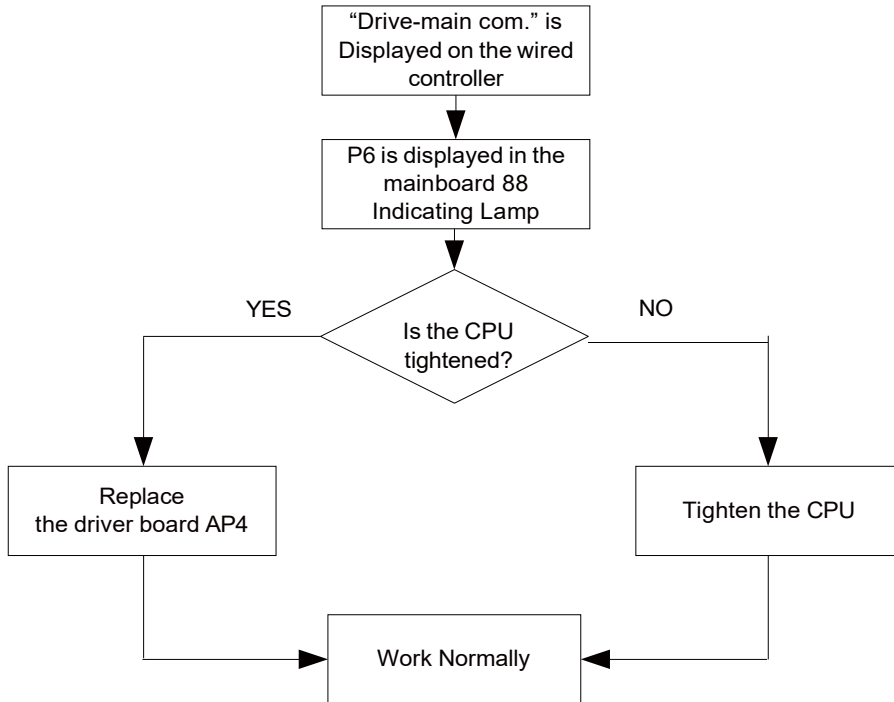 “Drive-main com.” is
Displayed on the wired
controller
P6 is displayed in the
mainboard 88
Indicating Lamp
YES
NO
Is the CPU
tightened?
Replace
the driver board AP4
Tighten the CPU
Work Normally